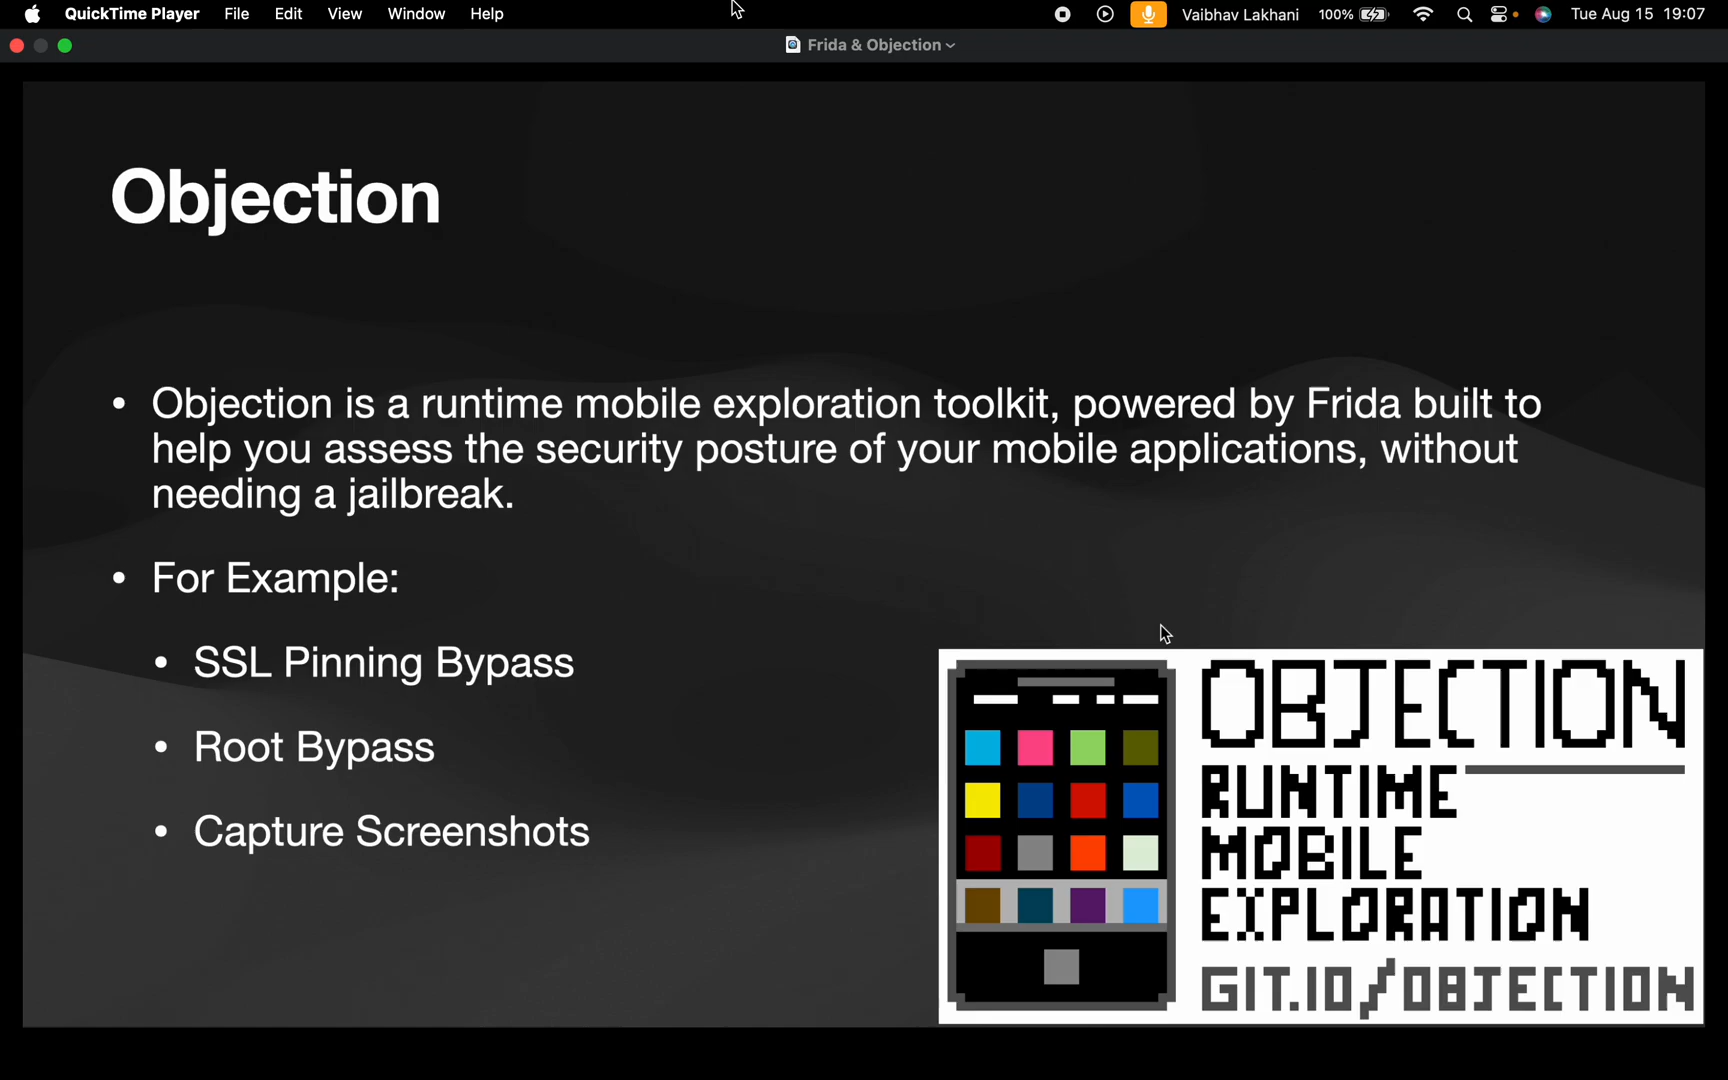 QuickTime Player File Edit View Window Help Vaibhav Lakhani 100% Tue Aug 15 19:07
Frida & Objection
Objection
• Objection is a runtime mobile exploration toolkit, powered by Frida built to
help you assess the security posture of your mobile applications, without
needing a jailbreak.
• For Example:
• SSL Pinning Bypass
• Root Bypass
• Capture Screenshots
OBJECTION
RUNTIME
MOBILE
EXPLORATION
GIT.IO/OBJECTION